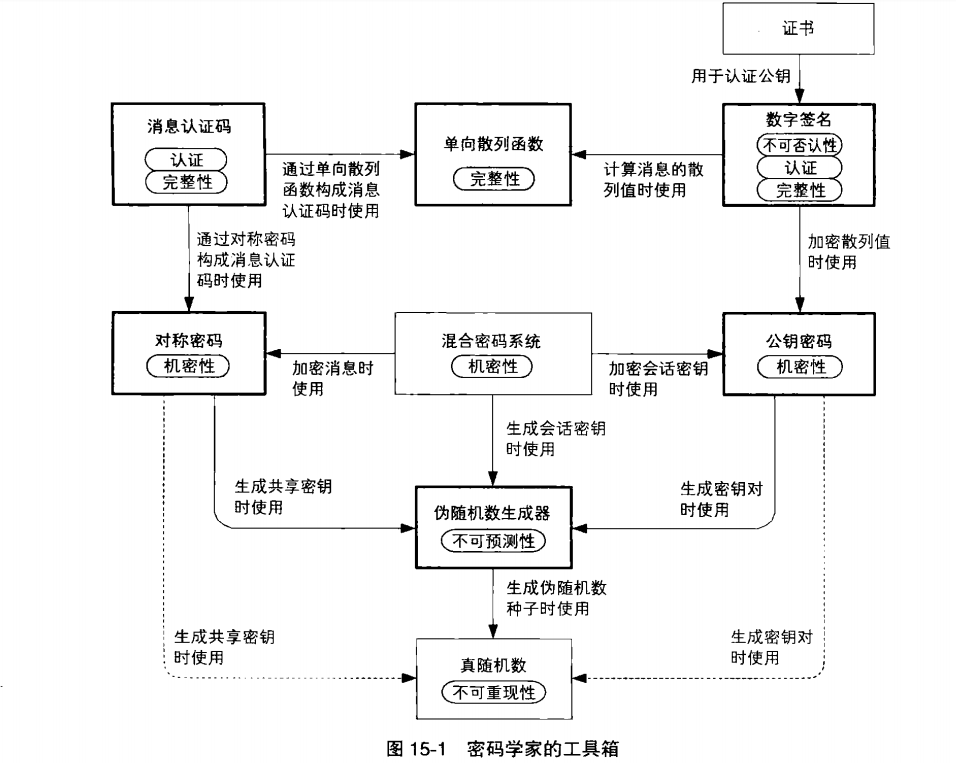 证书
用于认证公钥
消息认证码
认证
完整性
通过单向散列
函数构成消息
认证码时使用
单向散列函数
完整性
计算消息的散
列值时使用
数字签名
不可否认性
认证
完整性
通过对称密码
构成消息认证
码时使用
加密散列值
时使用
对称密码
机密性
加密消息时
使用
混合密码系统
机密性
加密会话密钥
时使用
公钥密码
机密性
生成会话密钥
时使用
生成共享密钥
时使用
伪随机数生成器
不可预测性
生成密钥对
时使用
生成伪随机数
种子时使用
生成共享密钥
时使用
真随机数
不可重现性
生成密钥对
时使用
图 15-1 密码学家的工具箱